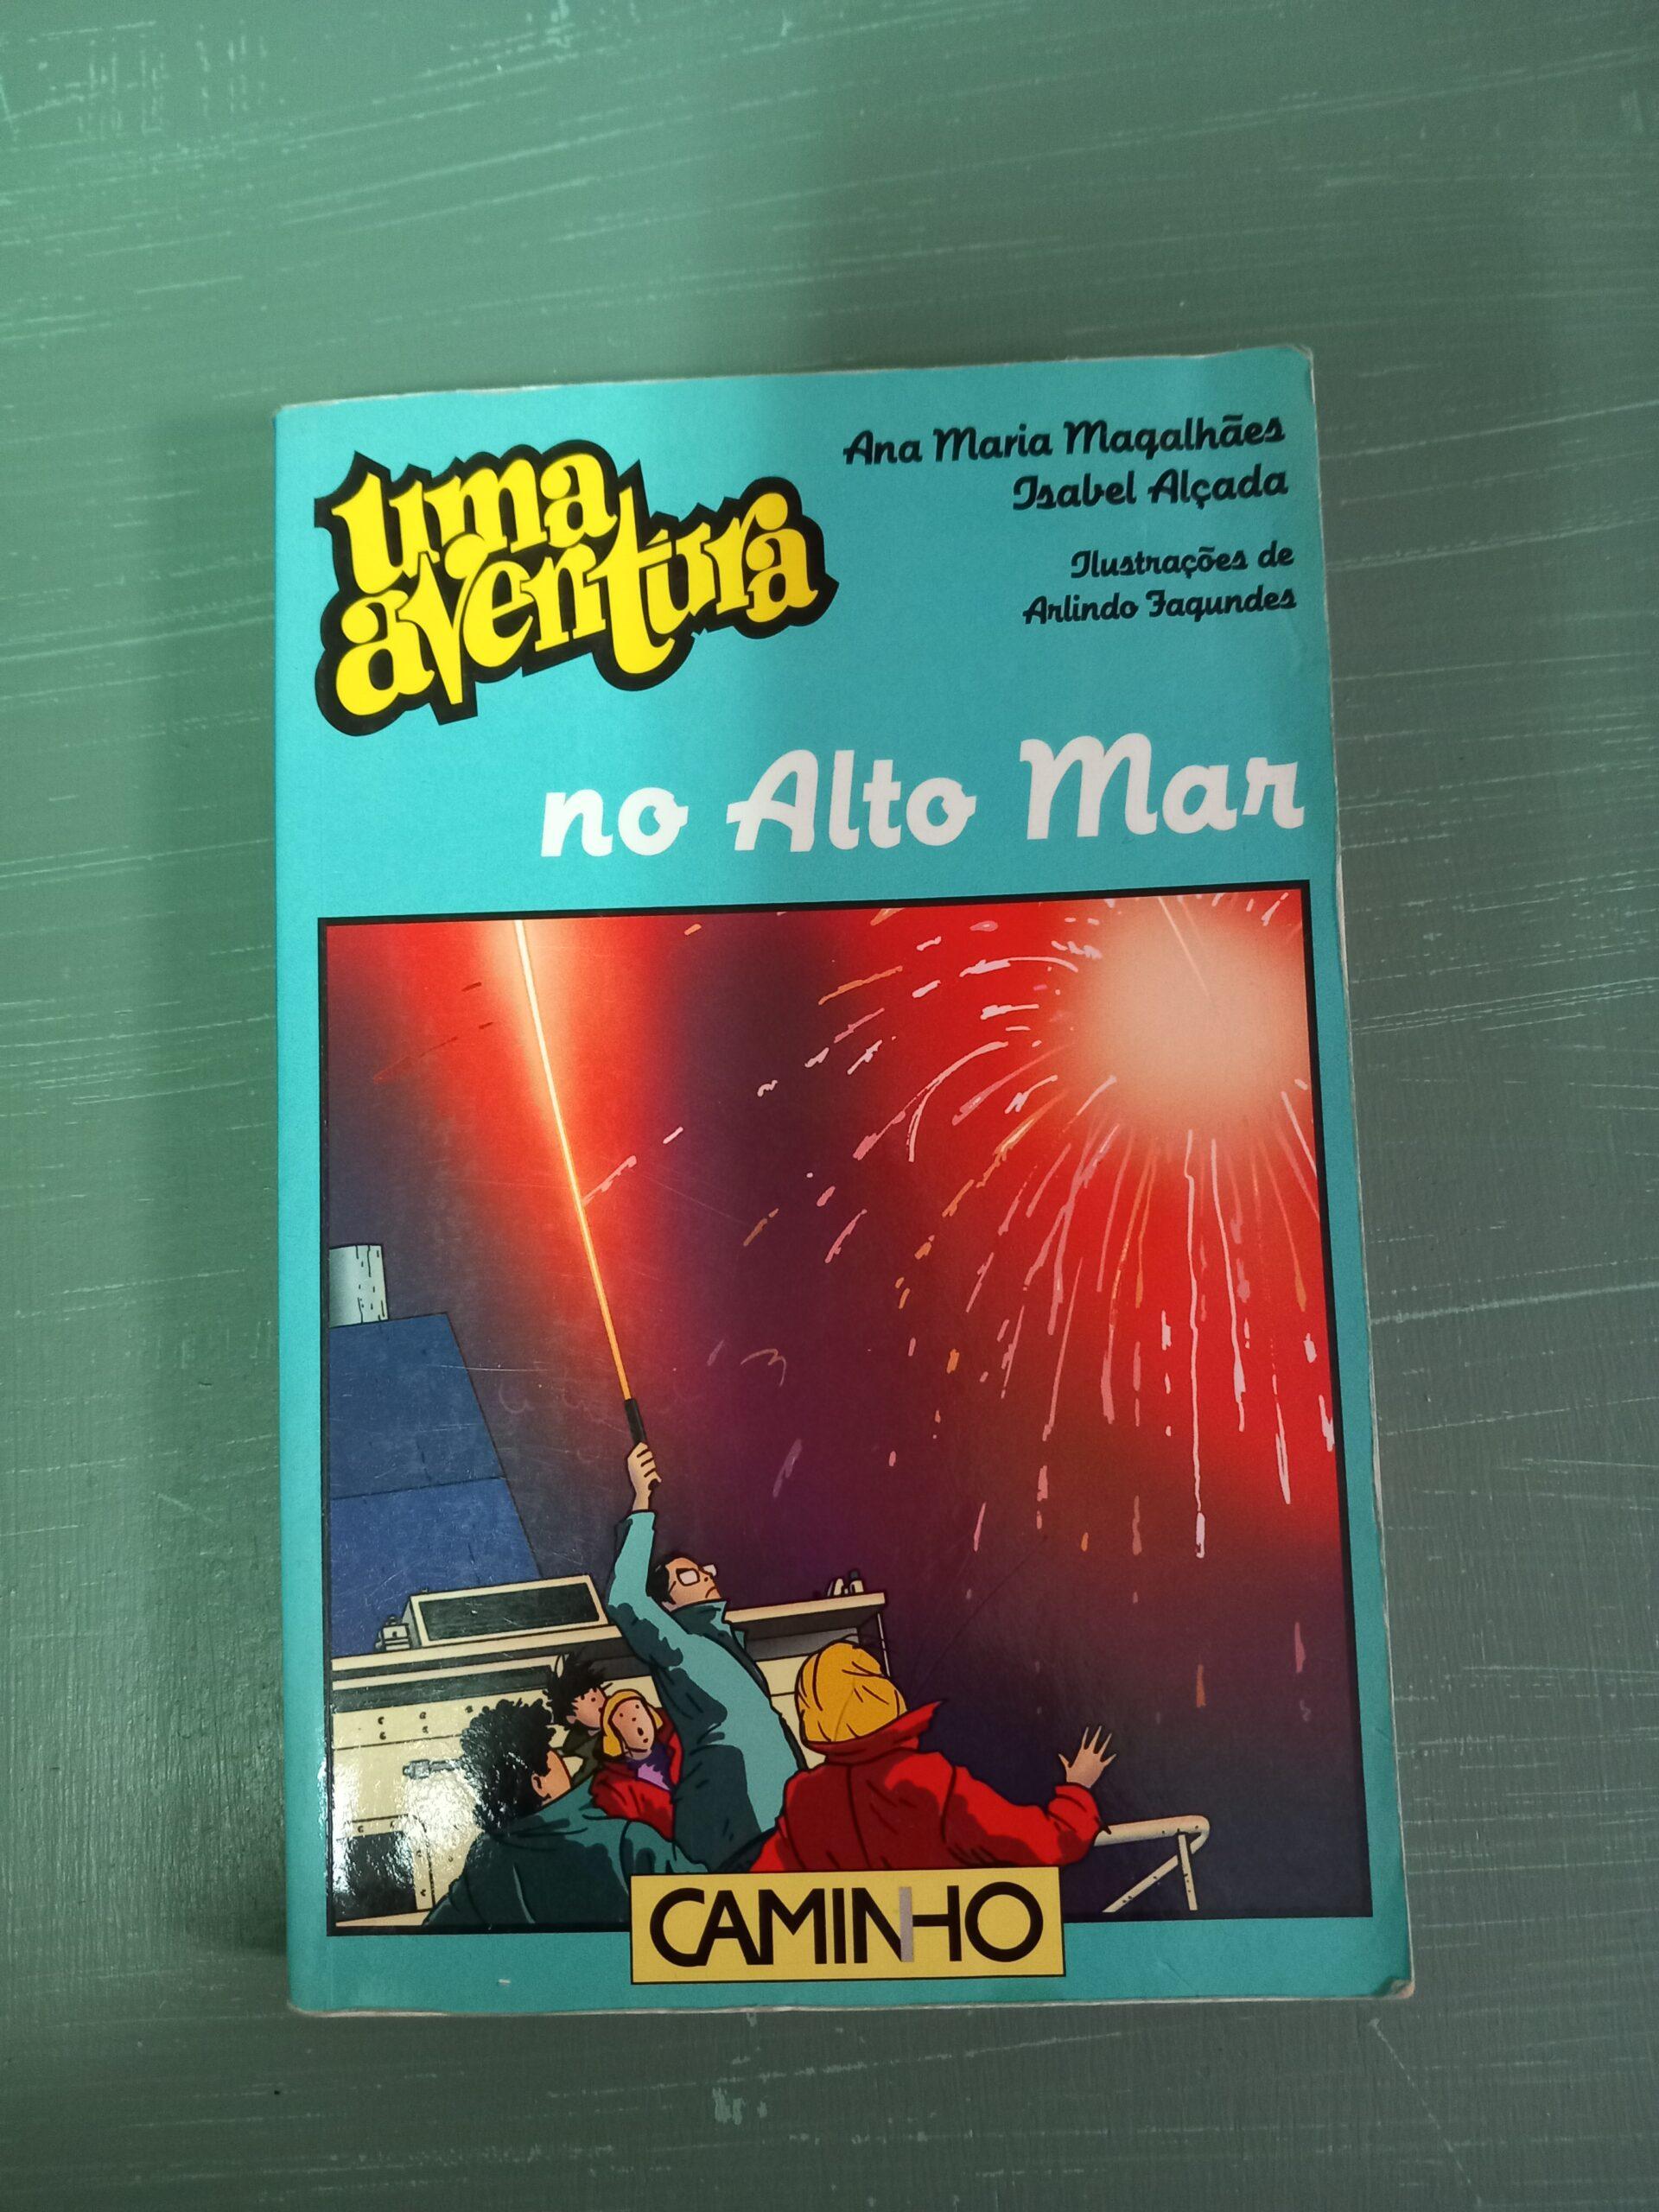 uma
aventura
Ana Maria Magalhães
Isabel Alçada
Ilustrações de
Arlindo Fagundes
no Alto Mar
CAMINHO